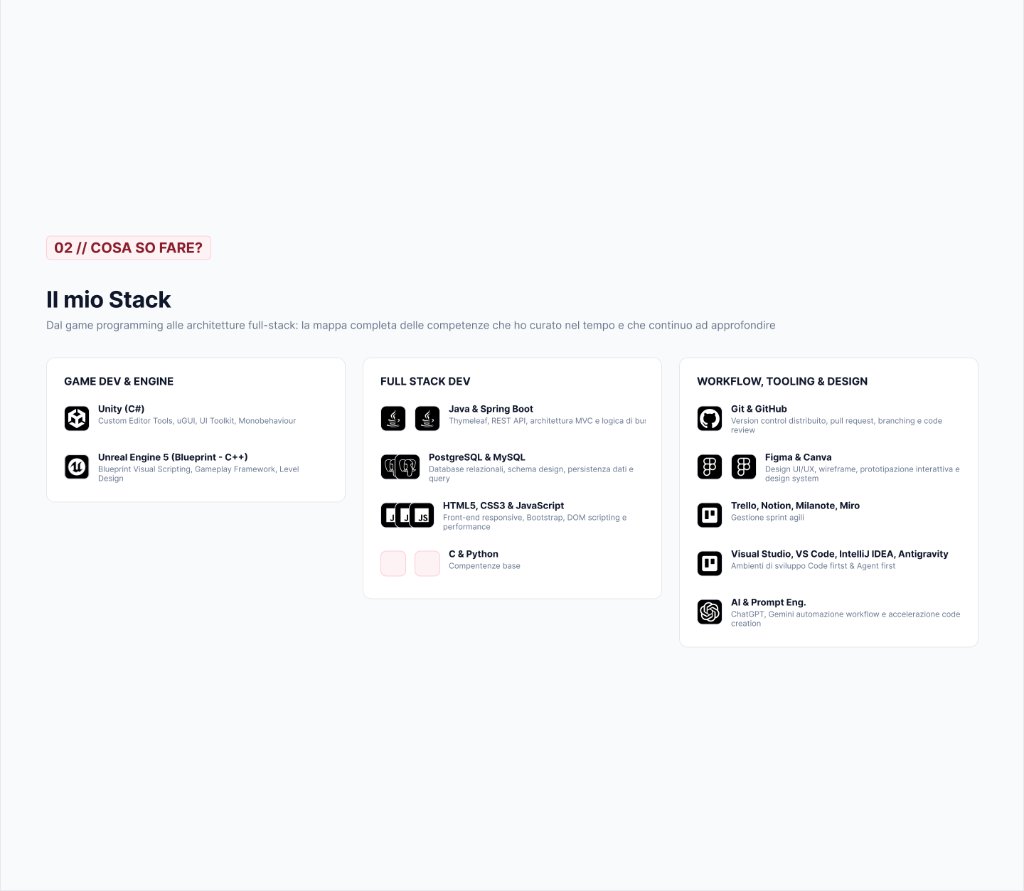 02 // COSA SO FARE?
Il mio Stack
Dal game programming alle architetture full-stack: la mappa completa delle competenze che ho curato nel tempo e che continuo ad approfondire
GAME DEV & ENGINE
Unity (C#)
Custom Editor Tools, uGUI, UI Toolkit, Monobehaviour
Unreal Engine 5 (Blueprint - C++)
Blueprint Visual Scripting, Gameplay Framework, Level
Design
FULL STACK DEV
Java & Spring Boot
Thymeleaf, REST API, architettura MVC e logica di bus
PostgreSQL & MySQL
Database relazionali, schema design, persistenza dati e
query
J J JS
HTML5, CSS3 & JavaScript
Front-end responsive, Bootstrap, DOM scripting e
performance
C & Python
Compentenze base
WORKFLOW, TOOLING & DESIGN
Git & GitHub
Version control distribuito, pull request, branching e code
review
Figma & Canva
Design UI/UX, wireframe, prototipazione interattiva e
design system
Trello, Notion, Milanote, Miro
Gestione sprint agili
Visual Studio, VS Code, IntelliJ IDEA, Antigravity
Ambienti di sviluppo Code firtst & Agent first
AI & Prompt Eng.
ChatGPT, Gemini automazione workflow e accelerazione code
creation